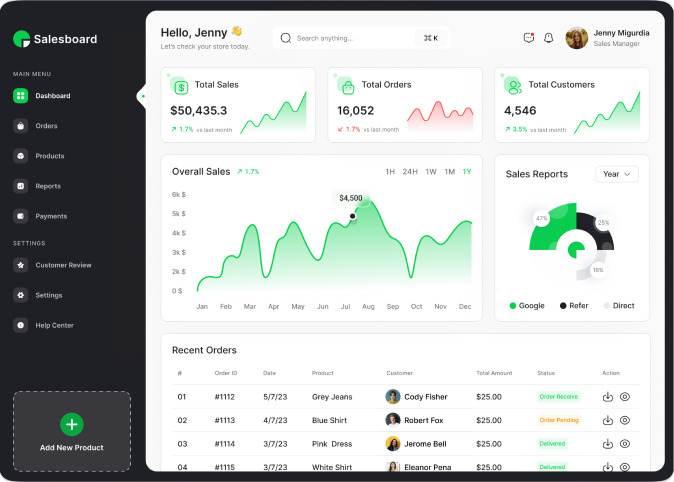 Salesboard
MAIN MENU
Dashboard
Orders
Products
Reports
Payments
SETTINGS
Customer Review
Settings
Help Center
Add New Product
Hello, Jenny 👋
Let's check your store today.
Search anything...
⌘ K
Jenny Migurdia
Sales Manager
Total Sales
$50,435.3
↗ 1.7% vs last month
Total Orders
16,052
↙ 1.7% vs last month
Total Customers
4,546
↗ 3.5% vs last month
Overall Sales ↗ 1.7% 1H 24H 1W 1M 1Y
$4,500
6k $
5k $
4k $
3k $
2k $
0 $
Jan Feb Mar Apr May Jun Jul Aug Sep Oct Nov Dec
Sales Reports Year
47%
25%
18%
Google Refer Direct
Recent Orders
# Order ID Date Product Customer Total Amount Status Action
01 #1112 5/7/23 Grey Jeans Cody Fisher $25.00 Order Receive
02 #1113 4/7/23 Blue Shirt Robert Fox $25.00 Order Pending
03 #1114 3/7/23 Pink Dress Jerome Bell $25.00 Delivered
04 #1115 3/7/23 White Shirt Eleanor Pena $25.00 Delivered